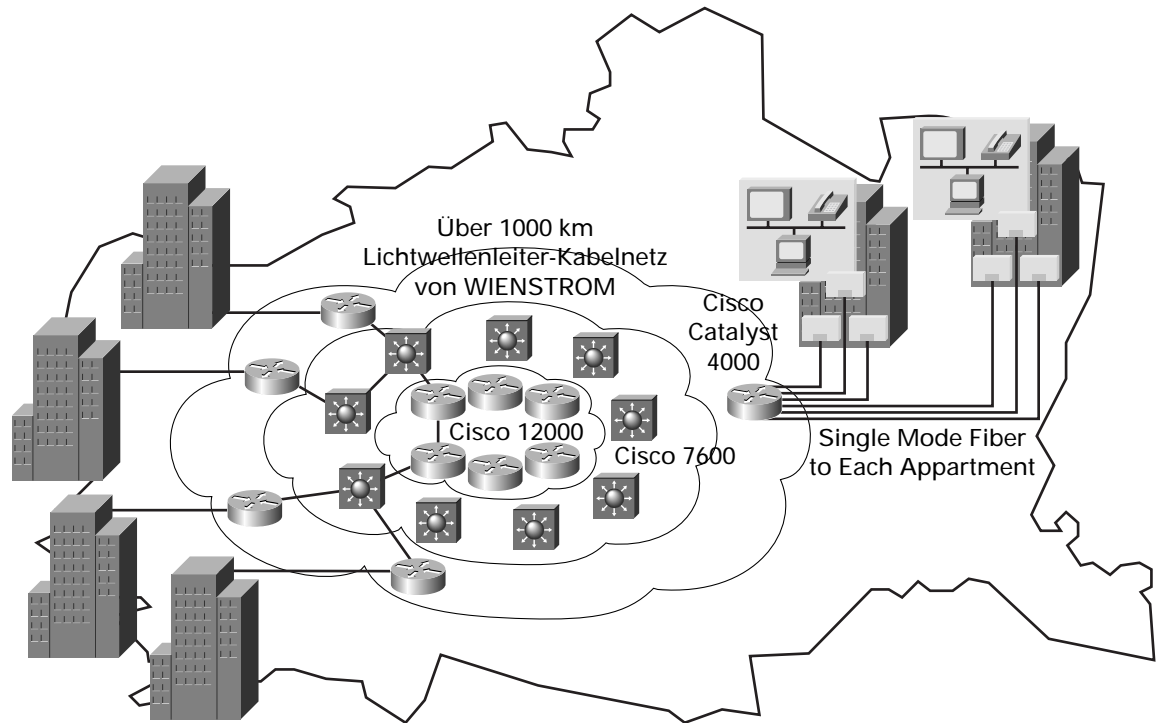 Über 1000 km
Lichtwellenleiter-Kabelnetz
von WIENSTROM
Cisco
Catalyst
4000
Cisco 12000
Cisco 7600
Single Mode Fiber
to Each Appartment